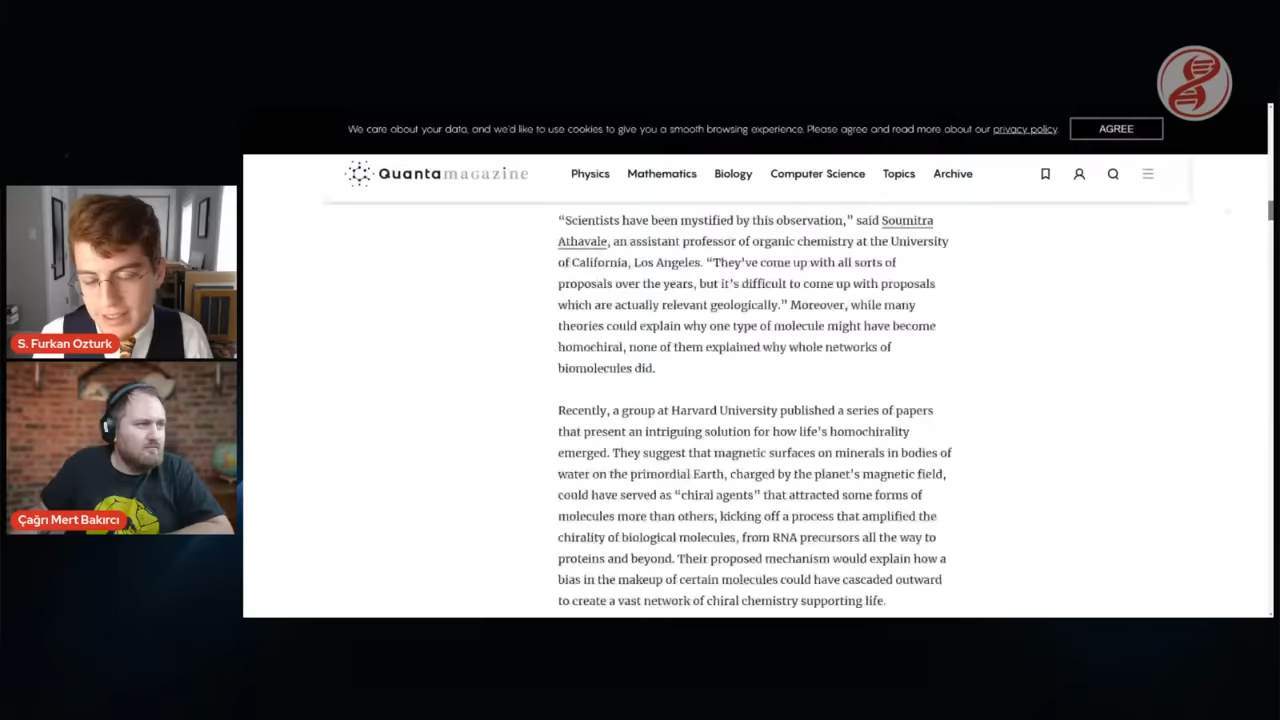 We care about your data, and we'd like to use cookies to give you a smooth browsing experience. Please agree and read more about our privacy policy.
AGREE
Quantamagazine
Physics
Mathematics
Biology
Computer Science
Topics
Archive
“Scientists have been mystified by this observation,” said Soumitra
Athavale, an assistant professor of organic chemistry at the University
of California, Los Angeles. “They’ve come up with all sorts of
proposals over the years, but it’s difficult to come up with proposals
which are actually relevant geologically.” Moreover, while many
theories could explain why one type of molecule might have become
homochiral, none of them explained why whole networks of
biomolecules did.
Recently, a group at Harvard University published a series of papers
that present an intriguing solution for how life’s homochirality
emerged. They suggest that magnetic surfaces on minerals in bodies of
water on the primordial Earth, charged by the planet’s magnetic field,
could have served as “chiral agents” that attracted some forms of
molecules more than others, kicking off a process that amplified the
chirality of biological molecules, from RNA precursors all the way to
proteins and beyond. Their proposed mechanism would explain how a
bias in the makeup of certain molecules could have cascaded outward
to create a vast network of chiral chemistry supporting life.
S. Furkan Ozturk
Çağrı Mert Bakırcı